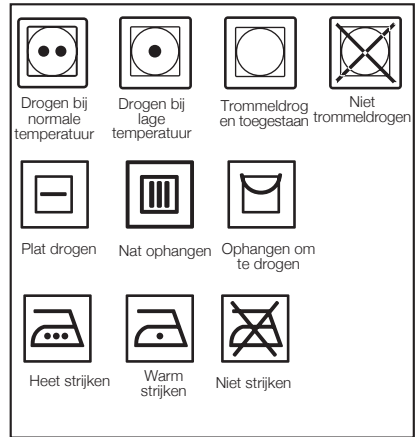 Drogen bij
normale
temperatuur
Drogen bij
lage
temperatuur
Trommeldrog
en toegestaan
Niet
trommeldrogen
Plat drogen
Nat ophangen
Ophangen om
te drogen
Heet strijken
Warm
strijken
Niet strijken